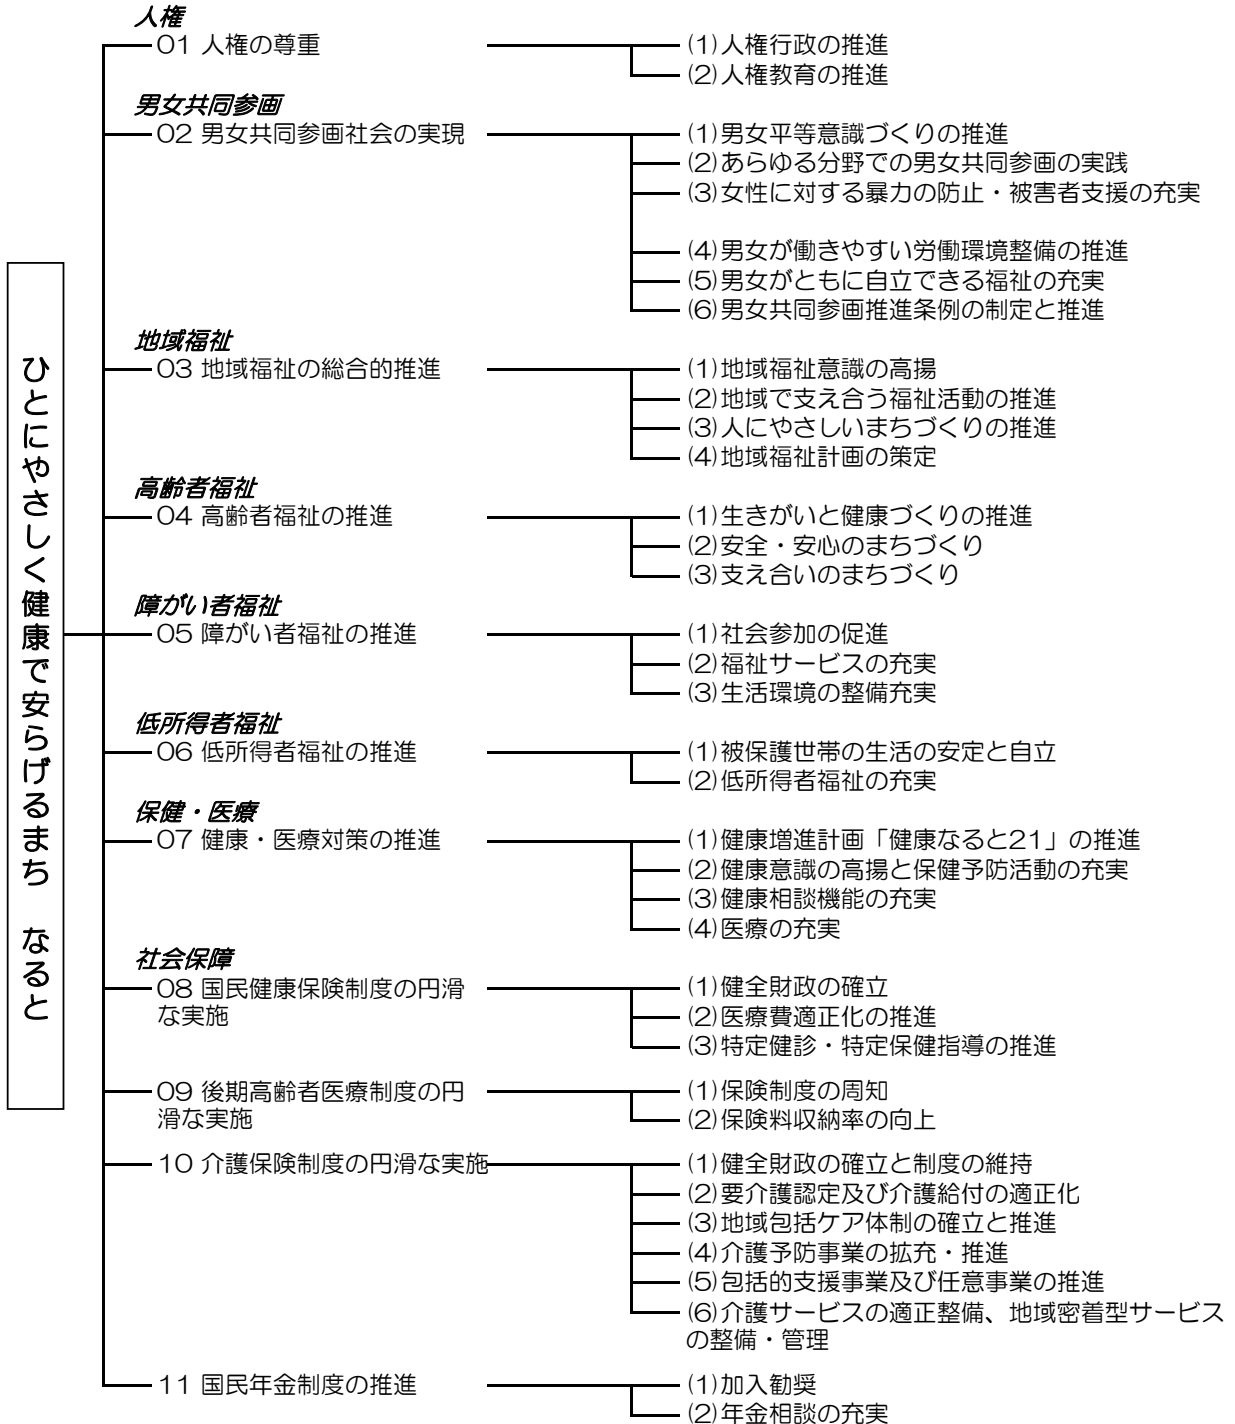 ひとにやさしく健康で安らげるまち　なると
人権
01 人権の尊重
(1)人権行政の推進
(2)人権教育の推進
男女共同参画
02 男女共同参画社会の実現
(1)男女平等意識づくりの推進
(2)あらゆる分野での男女共同参画の実践
(3)女性に対する暴力の防止・被害者支援の充実
(4)男女が働きやすい労働環境整備の推進
(5)男女がともに自立できる福祉の充実
(6)男女共同参画推進条例の制定と推進
地域福祉
03 地域福祉の総合的推進
(1)地域福祉意識の高揚
(2)地域で支え合う福祉活動の推進
(3)人にやさしいまちづくりの推進
(4)地域福祉計画の策定
高齢者福祉
04 高齢者福祉の推進
(1)生きがいと健康づくりの推進
(2)安全・安心のまちづくり
(3)支え合いのまちづくり
障がい者福祉
05 障がい者福祉の推進
(1)社会参加の促進
(2)福祉サービスの充実
(3)生活環境の整備充実
低所得者福祉
06 低所得者福祉の推進
(1)被保護世帯の生活の安定と自立
(2)低所得者福祉の充実
保健・医療
07 健康・医療対策の推進
(1)健康増進計画「健康なると21」の推進
(2)健康意識の高揚と保健予防活動の充実
(3)健康相談機能の充実
(4)医療の充実
社会保障
08 国民健康保険制度の円滑
な実施
(1)健全財政の確立
(2)医療費適正化の推進
(3)特定健診・特定保健指導の推進
09 後期高齢者医療制度の円
滑な実施
(1)保険制度の周知
(2)保険料収納率の向上
10 介護保険制度の円滑な実施
(1)健全財政の確立と制度の維持
(2)要介護認定及び介護給付の適正化
(3)地域包括ケア体制の確立と推進
(4)介護予防事業の拡充・推進
(5)包括的支援事業及び任意事業の推進
(6)介護サービスの適正整備、地域密着型サービス
の整備・管理
11 国民年金制度の推進
(1)加入勧奨
(2)年金相談の充実